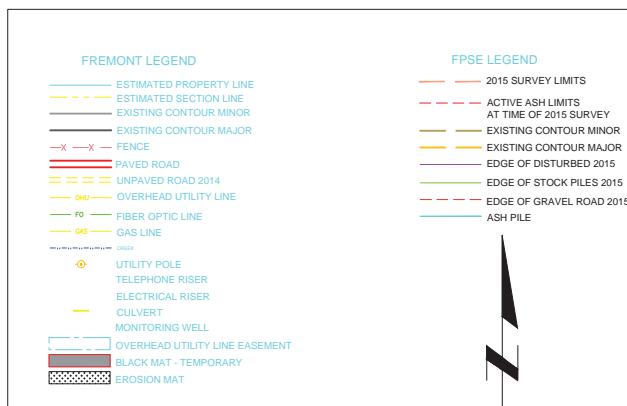 FREMONT LEGEND
ESTIMATED PROPERTY LINE
ESTIMATED SECTION LINE
EXISTING CONTOUR MINOR
EXISTING CONTOUR MAJOR
X X FENCE
PAVED ROAD
UNPAVED ROAD 2014
OHU OVERHEAD UTILITY LINE
FO FIBER OPTIC LINE
GAS GAS LINE
CREEK
UTILITY POLE
TELEPHONE RISER
ELECTRICAL RISER
CULVERT
MONITORING WELL
OVERHEAD UTILITY LINE EASEMENT
BLACK MAT - TEMPORARY
EROSION MAT
FPSE LEGEND
2015 SURVEY LIMITS
ACTIVE ASH LIMITS
AT TIME OF 2015 SURVEY
EXISTING CONTOUR MINOR
EXISTING CONTOUR MAJOR
EDGE OF DISTURBED 2015
EDGE OF STOCK PILES 2015
EDGE OF GRAVEL ROAD 2015
ASH PILE
N